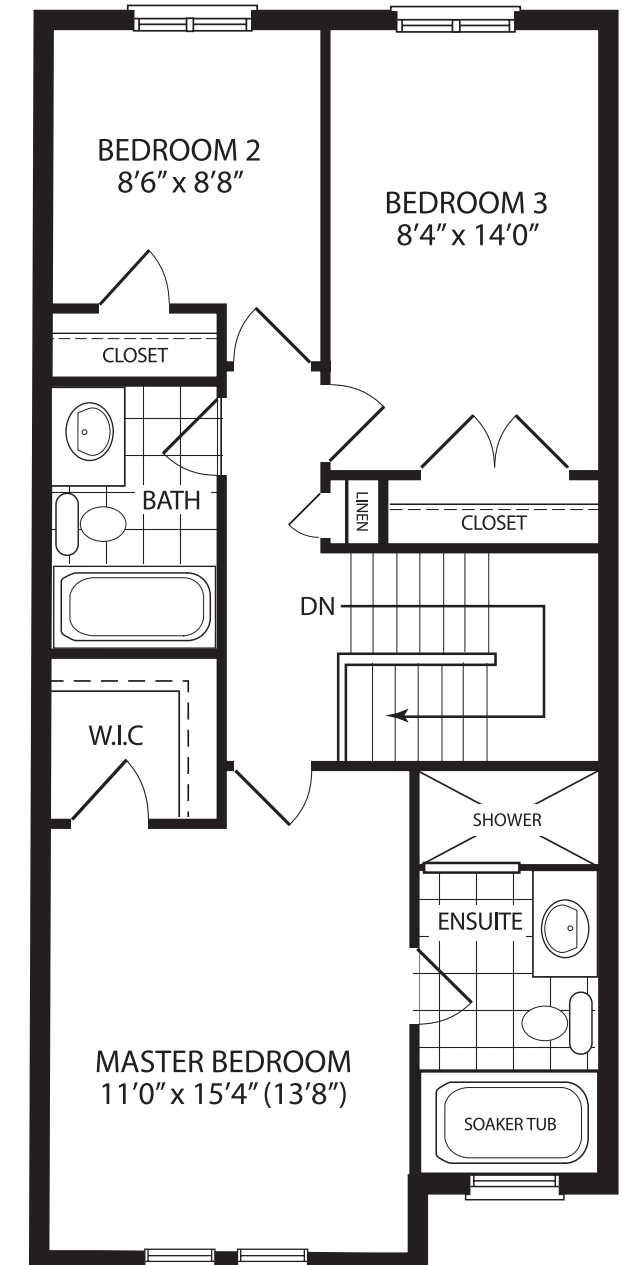 BEDROOM 2
8’6” x 8’8”
BEDROOM 3
8’4” x 14’0”
CLOSET
BATH
LINEN
CLOSET
DN
W.I.C
SHOWER
ENSUITE
MASTER BEDROOM
11’0” x 15’4” (13’8”)
SOAKER TUB